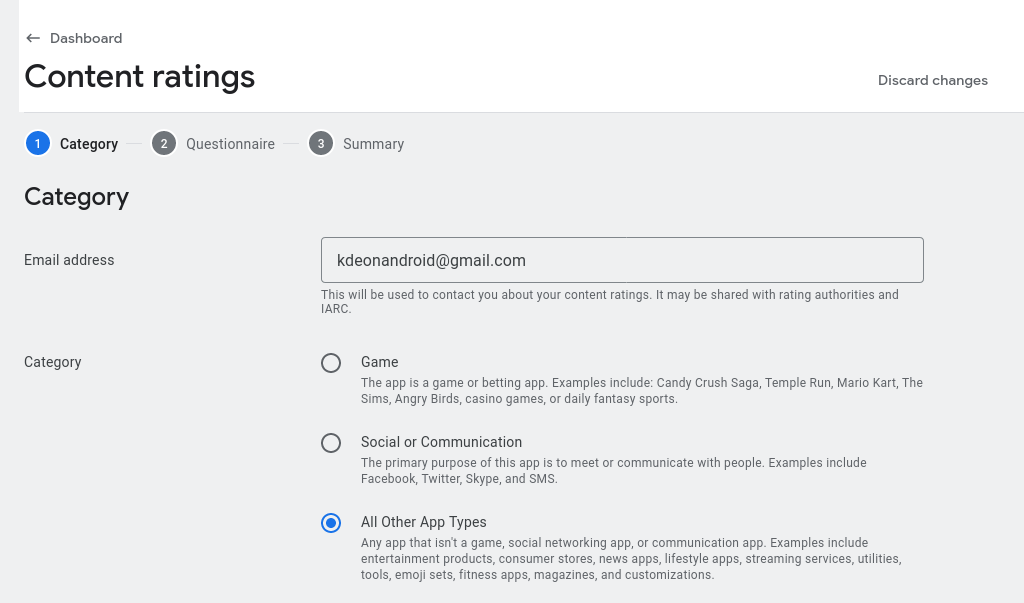 ← Dashboard
Content ratings
Discard changes
1 Category 2 Questionnaire 3 Summary
Category
Email address
kdeonandroid@gmail.com
This will be used to contact you about your content ratings. It may be shared with rating authorities and
IARC.
Category
Game
The app is a game or betting app. Examples include: Candy Crush Saga, Temple Run, Mario Kart, The
Sims, Angry Birds, casino games, or daily fantasy sports.
Social or Communication
The primary purpose of this app is to meet or communicate with people. Examples include
Facebook, Twitter, Skype, and SMS.
All Other App Types
Any app that isn't a game, social networking app, or communication app. Examples include
entertainment products, consumer stores, news apps, lifestyle apps, streaming services, utilities,
tools, emoji sets, fitness apps, magazines, and customizations.